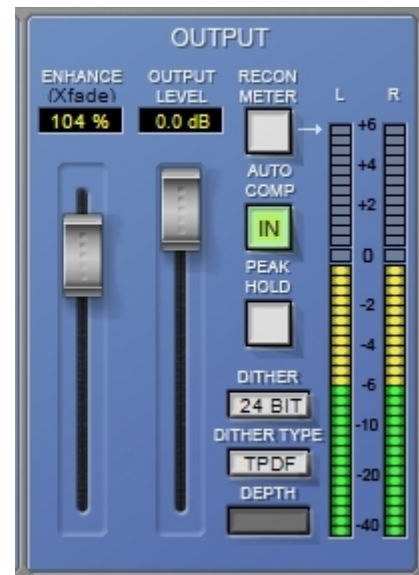 OUTPUT
ENHANCE
(Xfade)
104 %
OUTPUT
LEVEL
0.0 dB
RECON
METER
AUTO
COMP
IN
PEAK
HOLD
DITHER
24 BIT
DITHER TYPE
TPDF
DEPTH
L R
+6
+4
+2
0
-2
-4
-6
-10
-20
-40